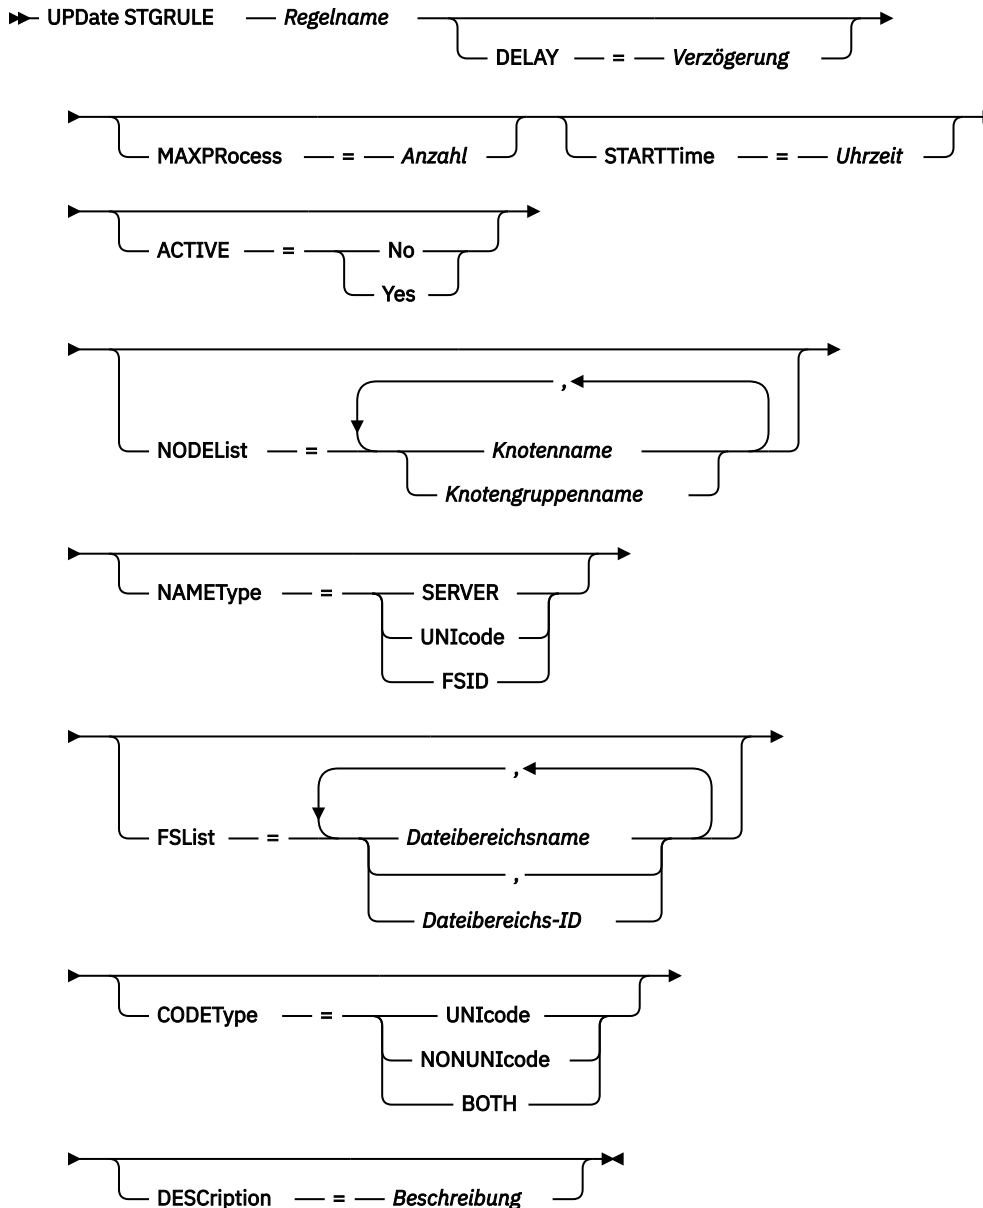 UPDate STGRULE Regelname
DELAY = Verzögerung
MAXPRocess = Anzahl STARTTime = Uhrzeit
ACTIVE = No
Yes
,
NODEList = Knotenname
Knotengruppenname
NAMEType = SERVER
UNIcode
FSID
,
FSList = Dateibereichsname
,
Dateibereichs-ID
CODEType = UNIcode
NONUNIcode
BOTH
DESCription = Beschreibung